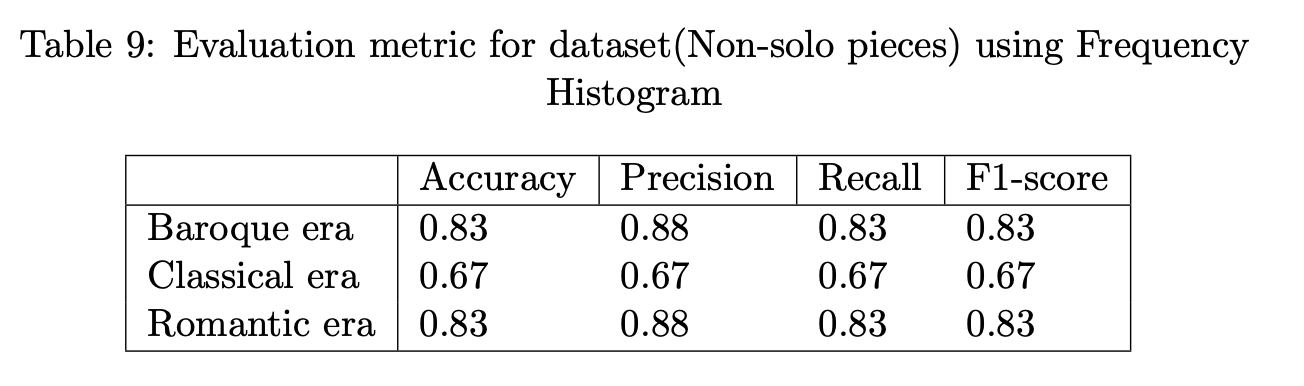 Table 9: Evaluation metric for dataset(Non-solo pieces) using Frequency
Histogram
Accuracy Precision Recall F1-score
Baroque era 0.83 0.88 0.83 0.83
Classical era 0.67 0.67 0.67 0.67
Romantic era 0.83 0.88 0.83 0.83